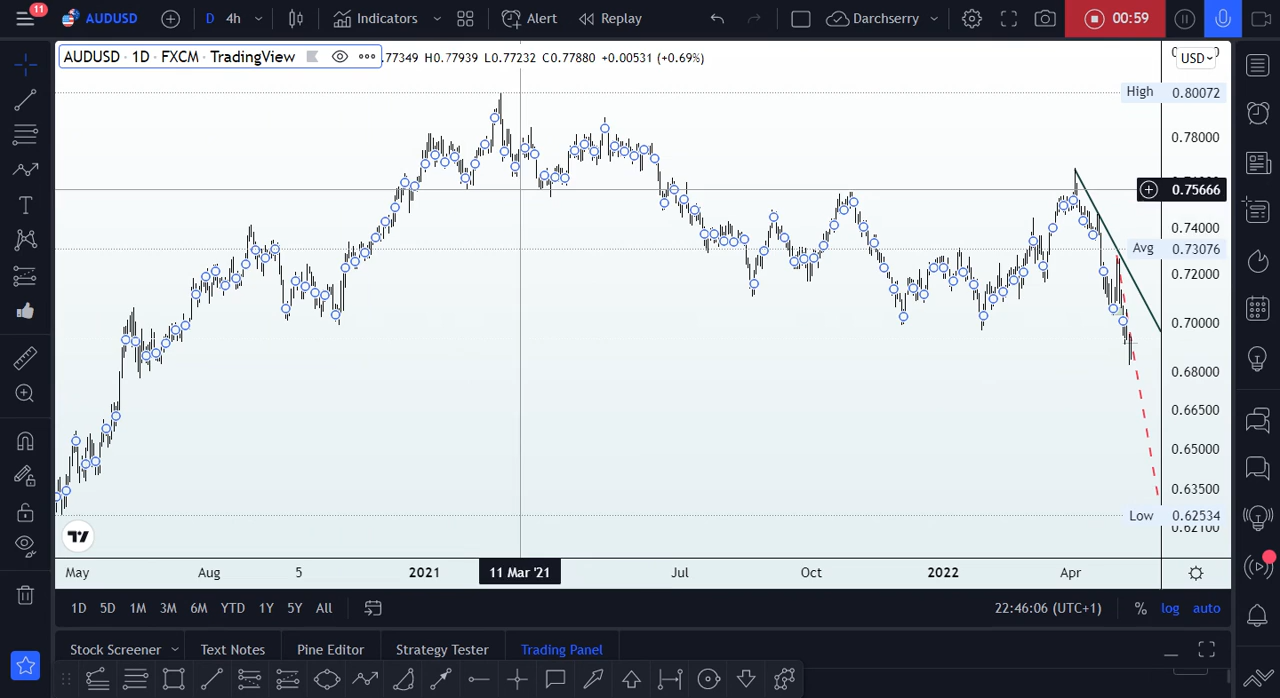 11
AUDUSD
D
4h
Indicators
Alert
Replay
Darchserry
00:59
AUDUSD · 1D · FXCM · TradingView
.77349 H0.77939 L0.77232 C0.77880 +0.00531 (+0.69%)
USD
High 0.80072
0.78000
0.75666
0.74000
Avg 0.73076
0.72000
0.70000
0.68000
0.66500
0.65000
0.63500
Low 0.62534
0.62100
May Aug 5 2021 11 Mar '21 Jul Oct 2022 Apr
1D 5D 1M 3M 6M YTD 1Y 5Y All
22:46:06 (UTC+1) % log auto
Stock Screener Text Notes Pine Editor Strategy Tester Trading Panel